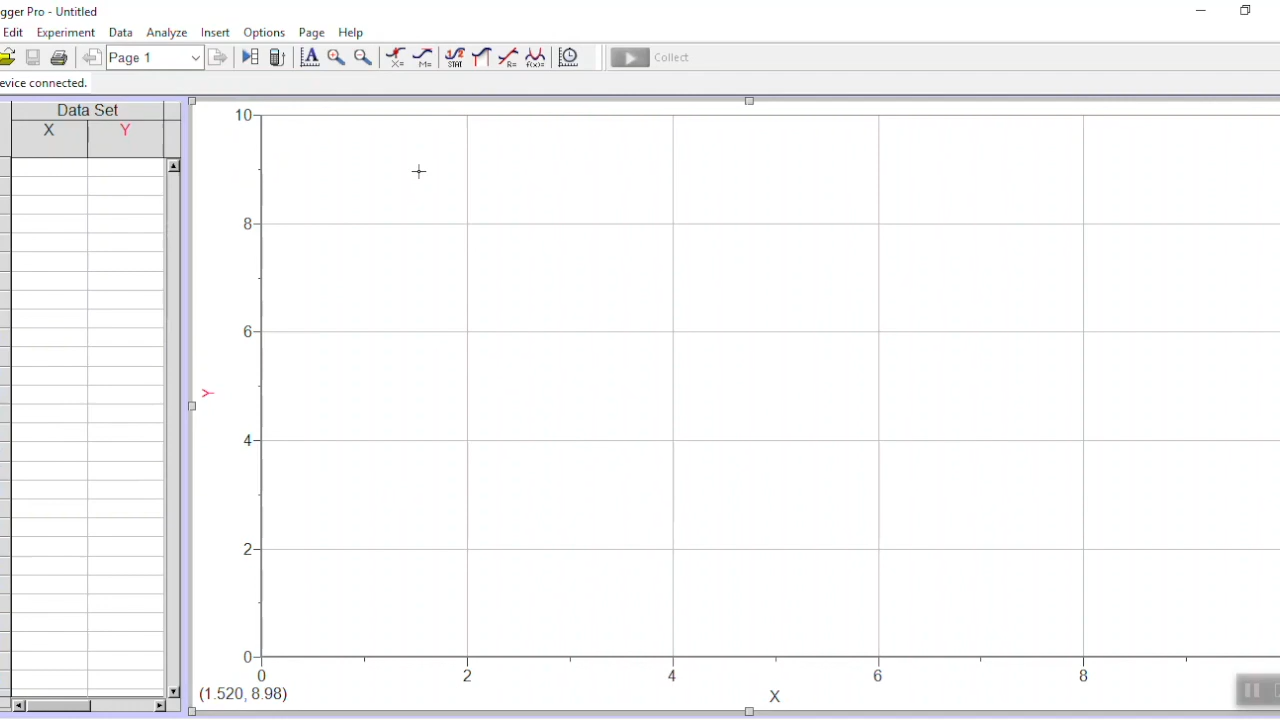 gger Pro - Untitled
Edit Experiment Data Analyze Insert Options Page Help
Page 1
X= M= STAT R= f(x)= Collect
evice connected.
Data Set
X Y
10
8
6
4
2
0
Y
0 2 4 6 8
(1.520, 8.98)
X